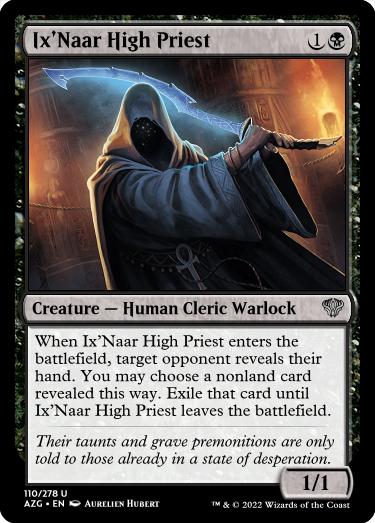 Ix'Naar High Priest 1
Creature — Human Cleric Warlock
When Ix'Naar High Priest enters the
battlefield, target opponent reveals their
hand. You may choose a nonland card
revealed this way. Exile that card until
Ix'Naar High Priest leaves the battlefield.
Their taunts and grave premonitions are only
told to those already in a state of desperation.
1/1
110/278 U
AZG • EN Aurelien Hubert ™ & © 2022 Wizards of the Coast